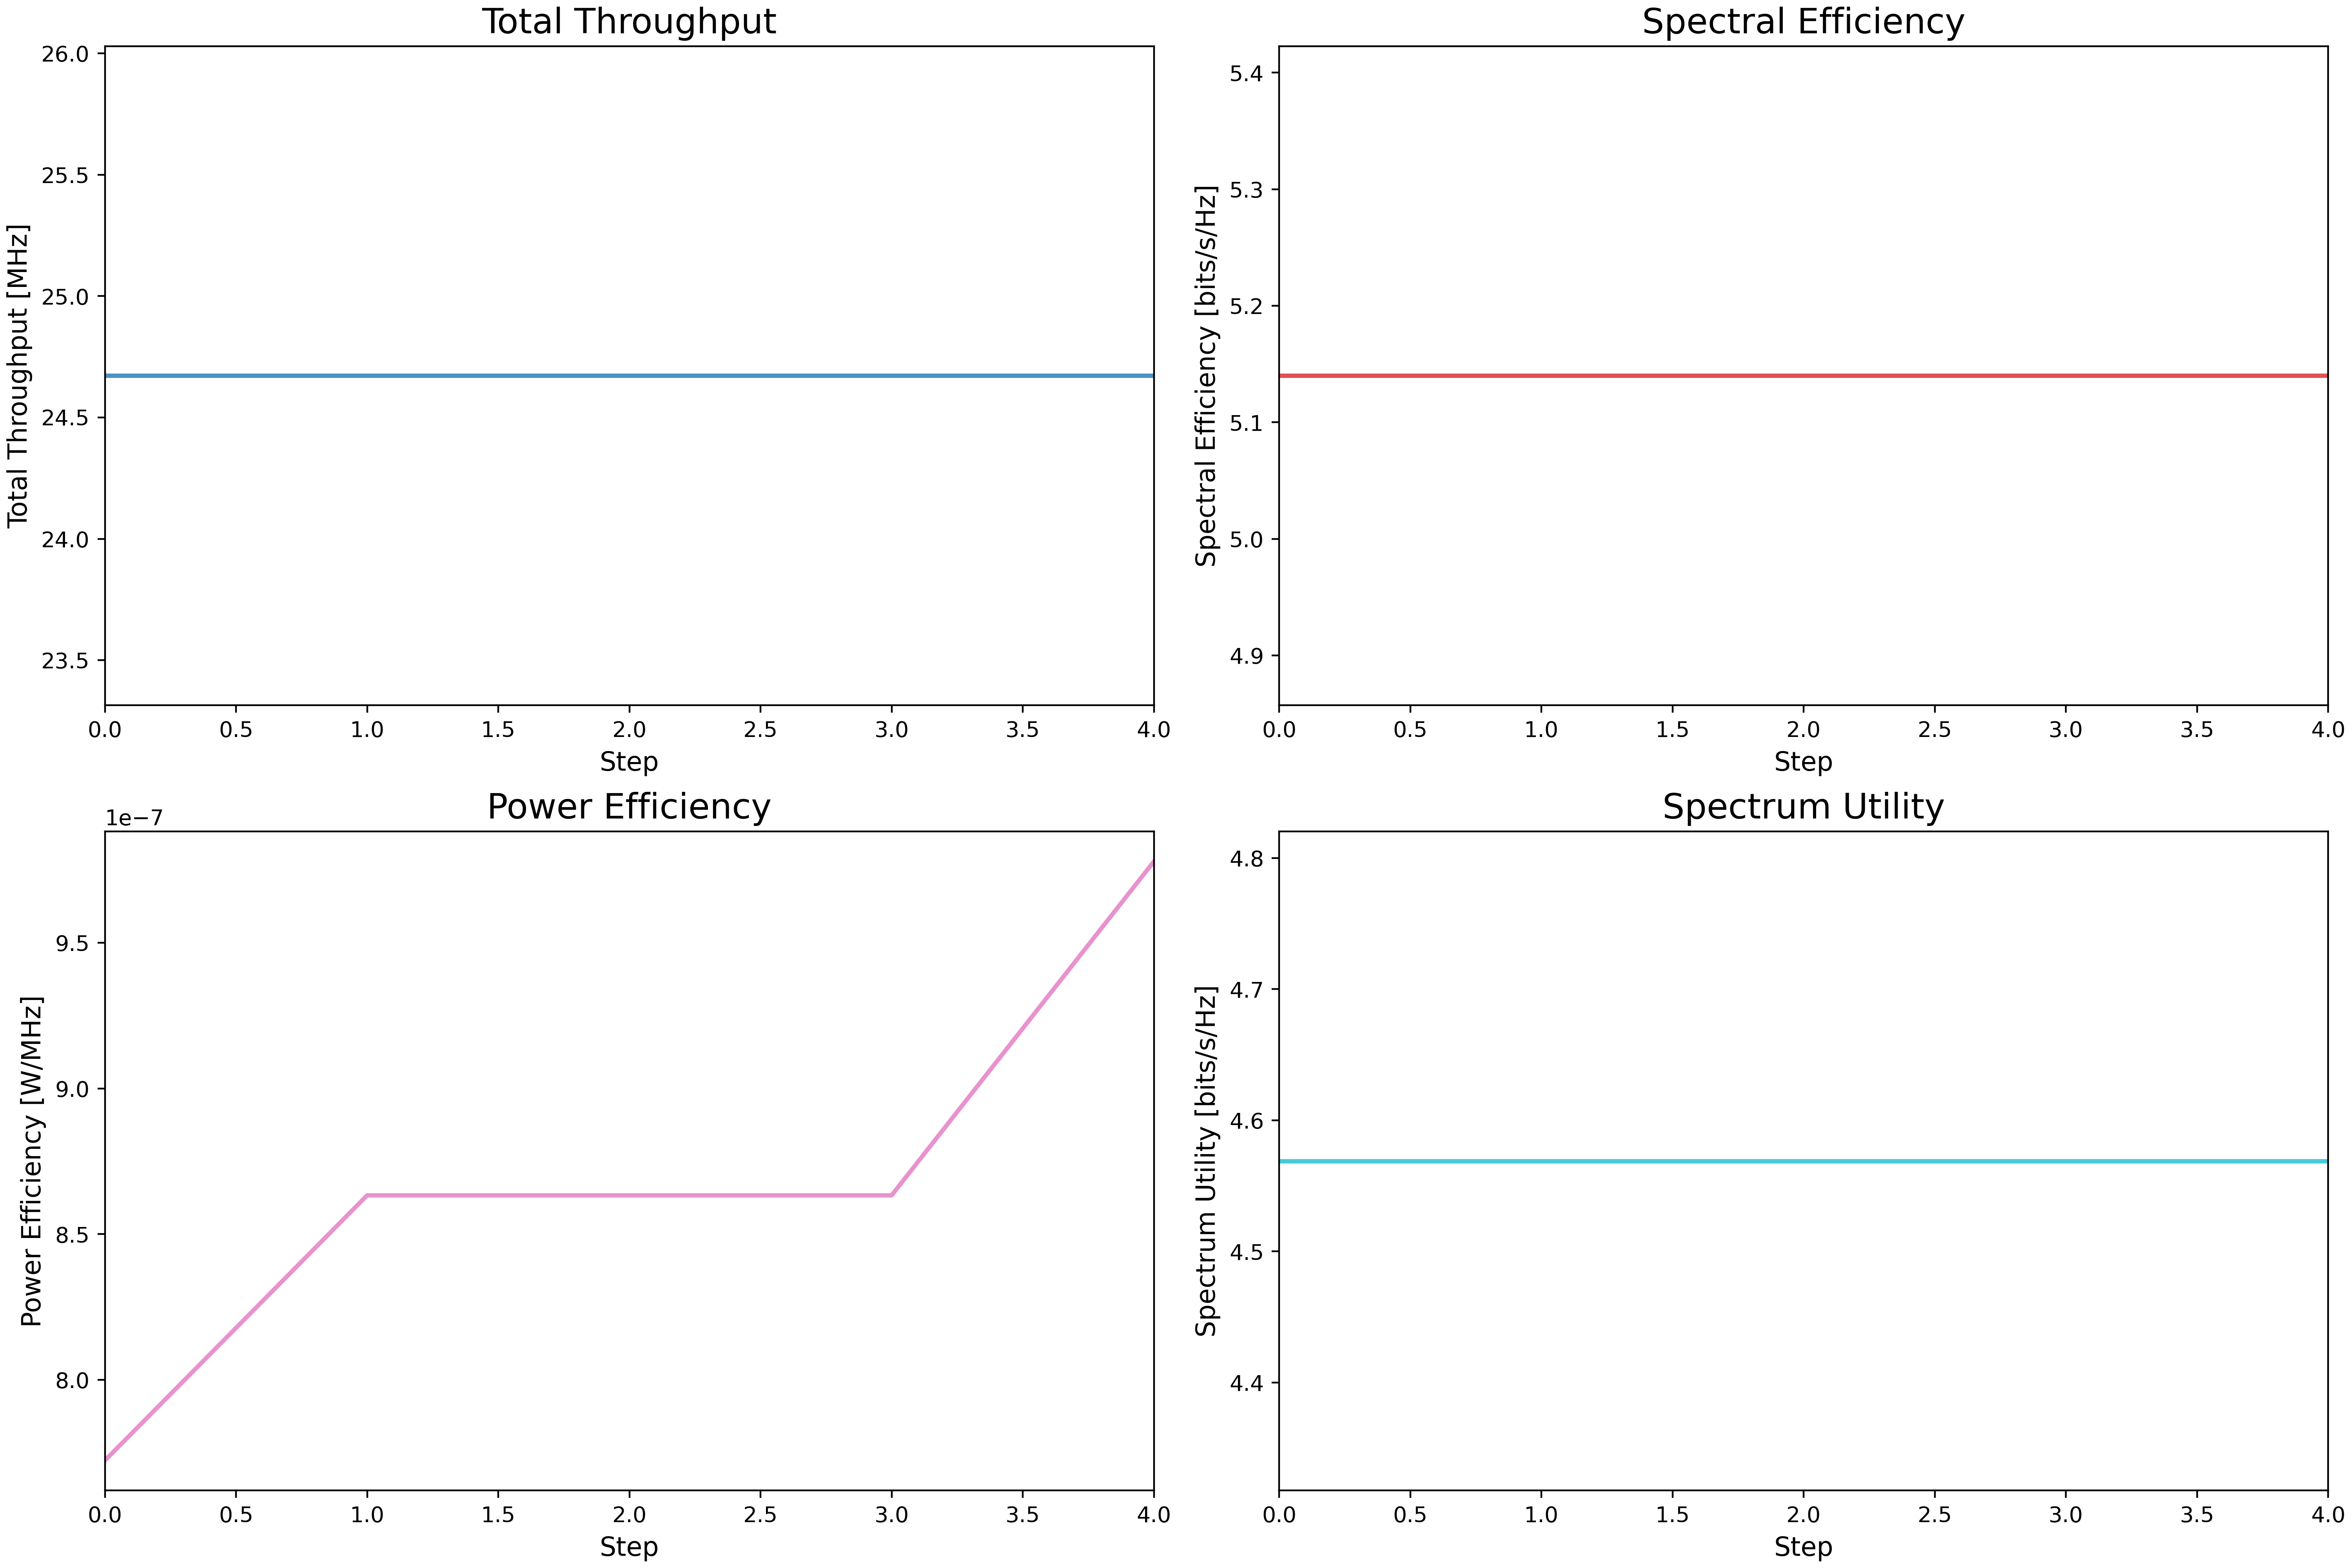 Total Throughput
26.0
25.5
25.0
24.5
24.0
23.5
Total Throughput [MHz]
0.0 0.5 1.0 1.5 2.0 2.5 3.0 3.5 4.0
Step
Spectral Efficiency
5.4
5.3
5.2
5.1
5.0
4.9
Spectral Efficiency [bits/s/Hz]
0.0 0.5 1.0 1.5 2.0 2.5 3.0 3.5 4.0
Step
Power Efficiency
1e−7
9.5
9.0
8.5
8.0
Power Efficiency [W/MHz]
0.0 0.5 1.0 1.5 2.0 2.5 3.0 3.5 4.0
Step
Spectrum Utility
4.8
4.7
4.6
4.5
4.4
Spectrum Utility [bits/s/Hz]
0.0 0.5 1.0 1.5 2.0 2.5 3.0 3.5 4.0
Step